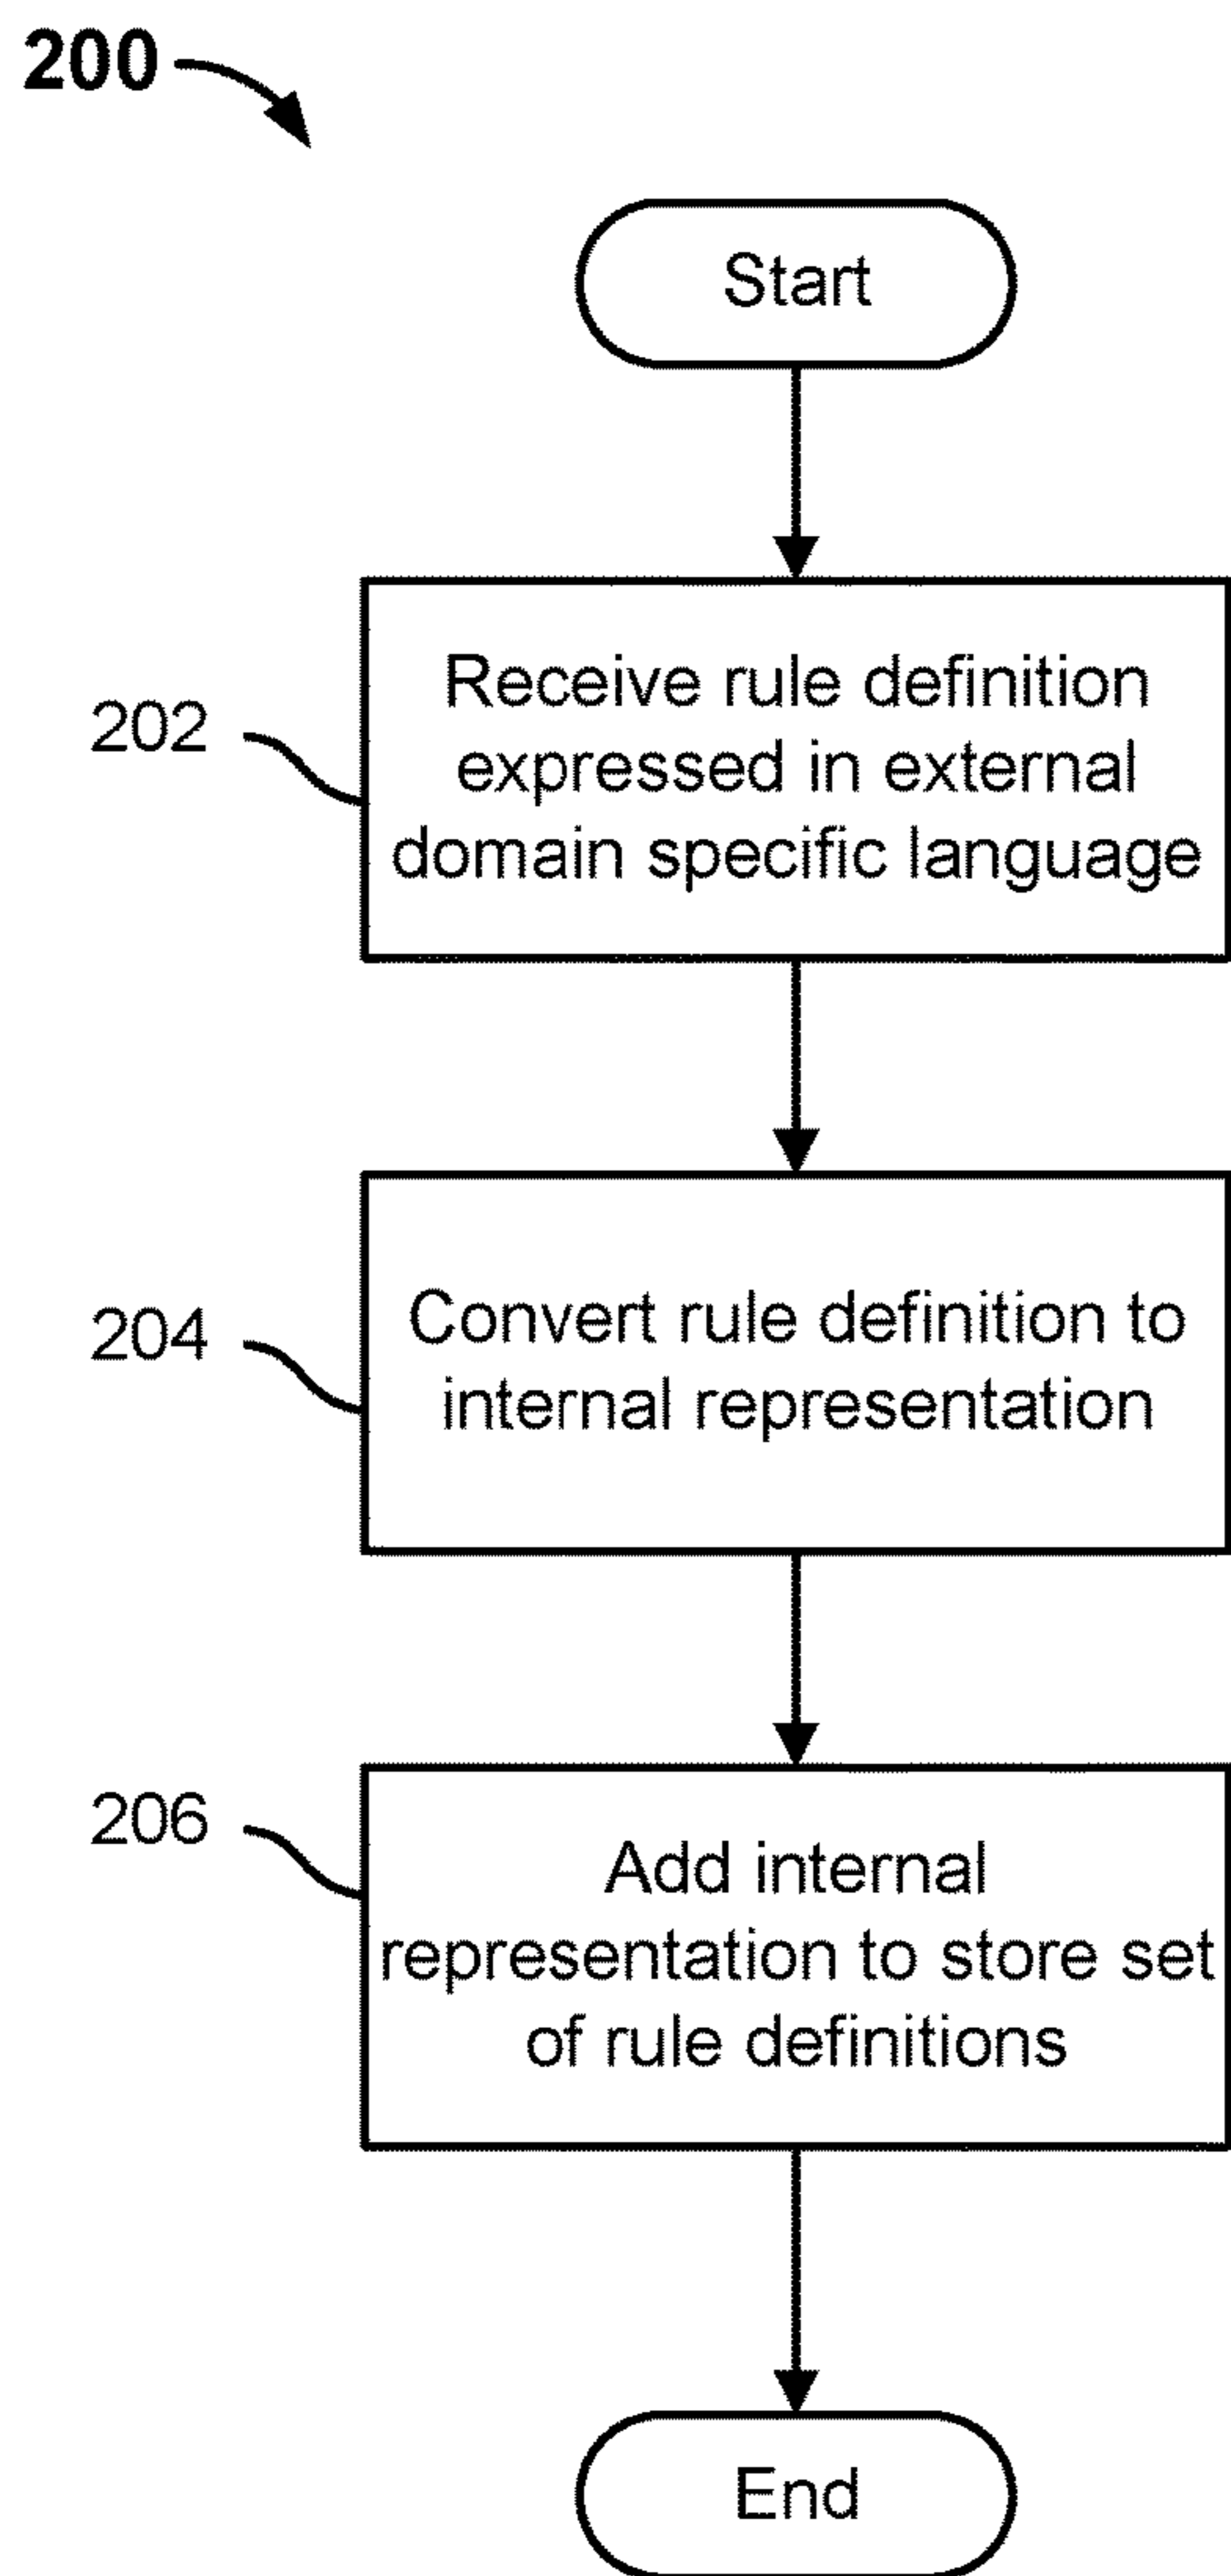 200
Start
202
Receive rule definition
expressed in external
domain specific language
204
Convert rule definition to
internal representation
206
Add internal
representation to store set
of rule definitions
End